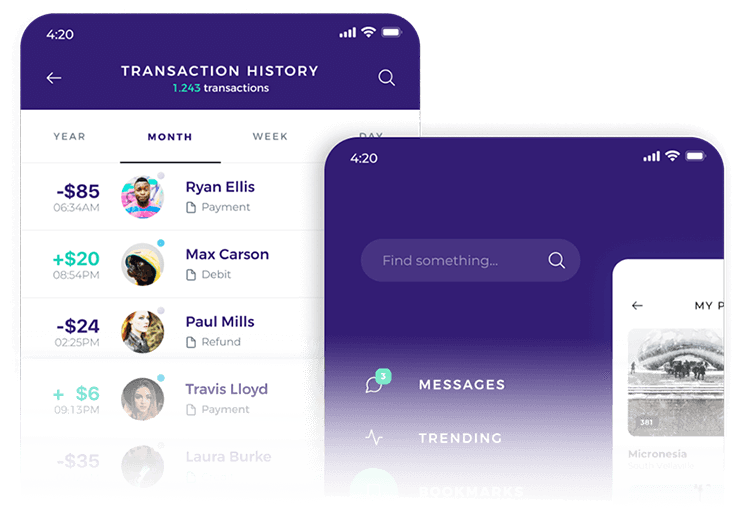 4:20
TRANSACTION HISTORY
1.243 transactions
YEAR MONTH WEEK DAY
-$85 Ryan Ellis
06:34AM Payment
+$20 Max Carson
08:54PM Debit
-$24 Paul Mills
02:25PM Refund
+ $6 Travis Lloyd
09:13PM Payment
-$35 Laura Burke
4:20
Find something...
3
MESSAGES
TRENDING
BOOKMARKS
MY P
381
Micronesia